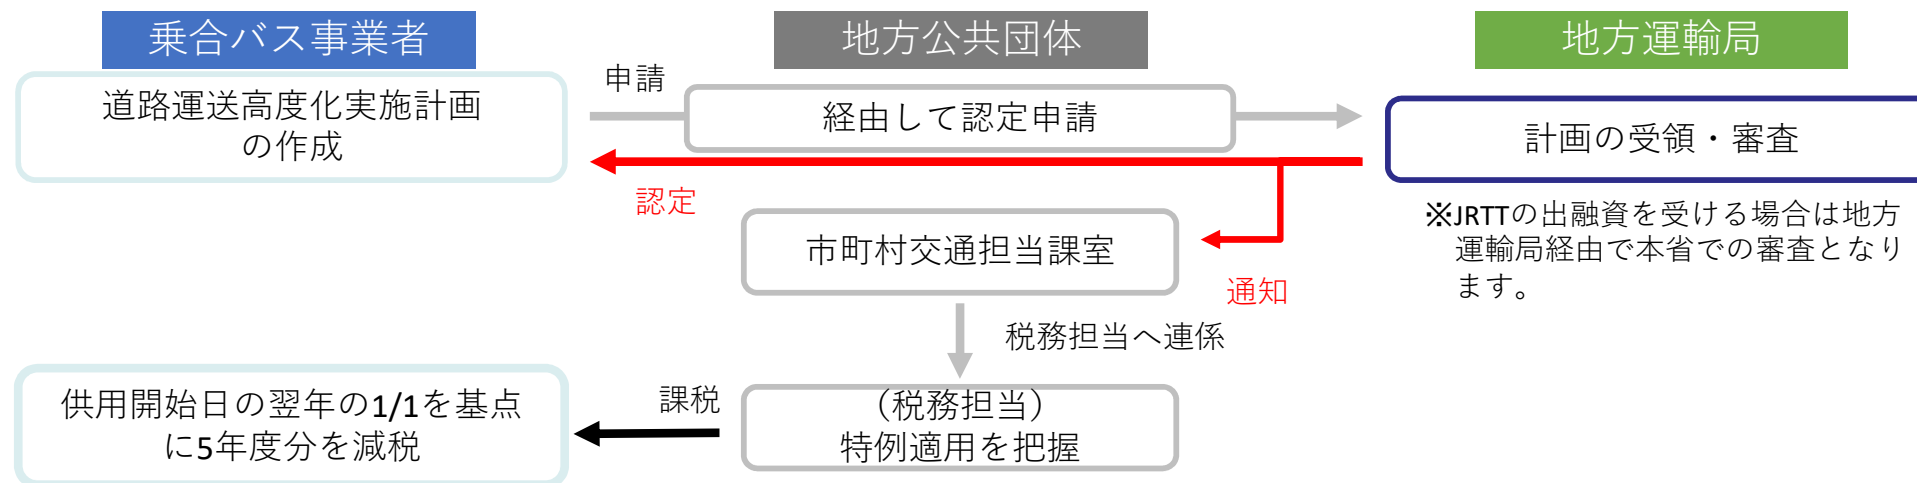 乗合バス事業者
地方公共団体
地方運輸局
申請
道路運送高度化実施計画
の作成
経由して認定申請
計画の受領・審査
認定
※JRTTの出融資を受ける場合は地方
運輸局経由で本省での審査となり
ます。
市町村交通担当課室
通知
税務担当へ連係
供用開始日の翌年の1/1を基点
に5年度分を減税
課税
（税務担当）
特例適用を把握